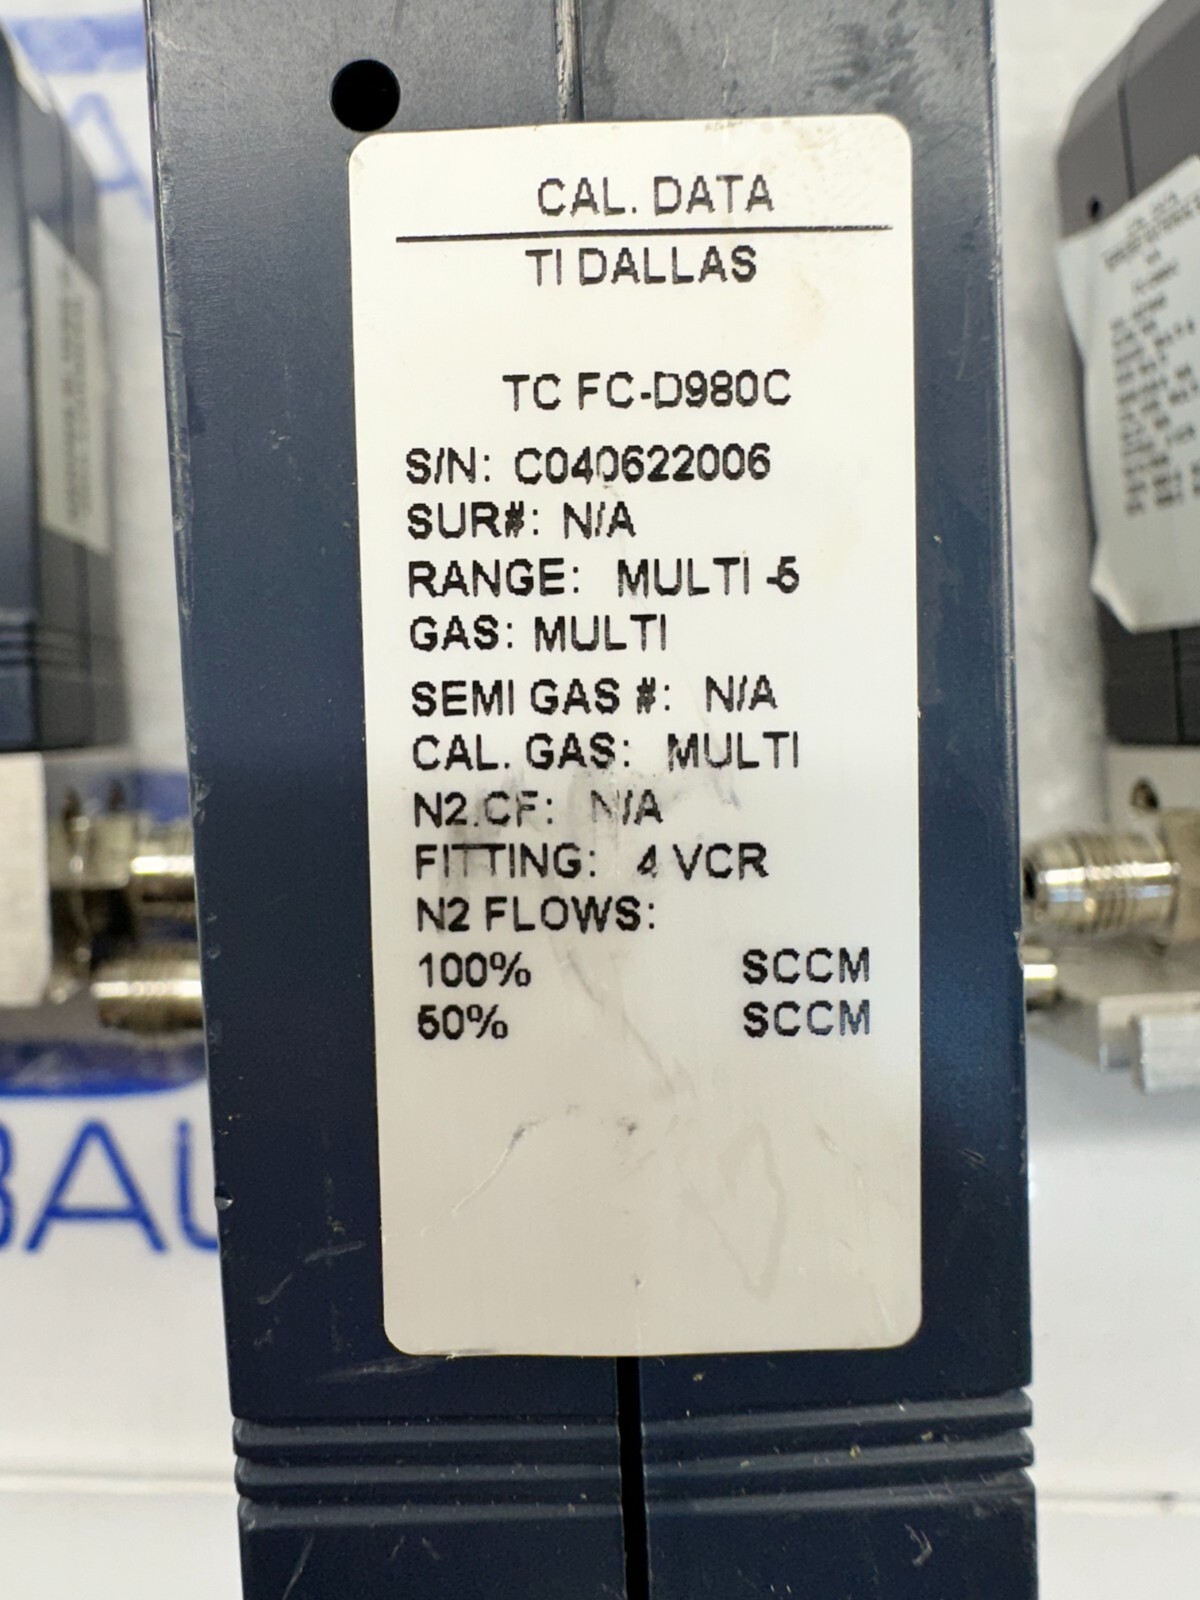 CAL. DATA
TI DALLAS
TC FC-D980C
S/N: C040622006
SUR#: N/A
RANGE: MULTI -5
GAS: MULTI
SEMI GAS #: N/A
CAL. GAS: MULTI
N2.CF: N/A
FITTING: 4 VCR
N2 FLOWS:
100% SCCM
50% SCCM
BAU